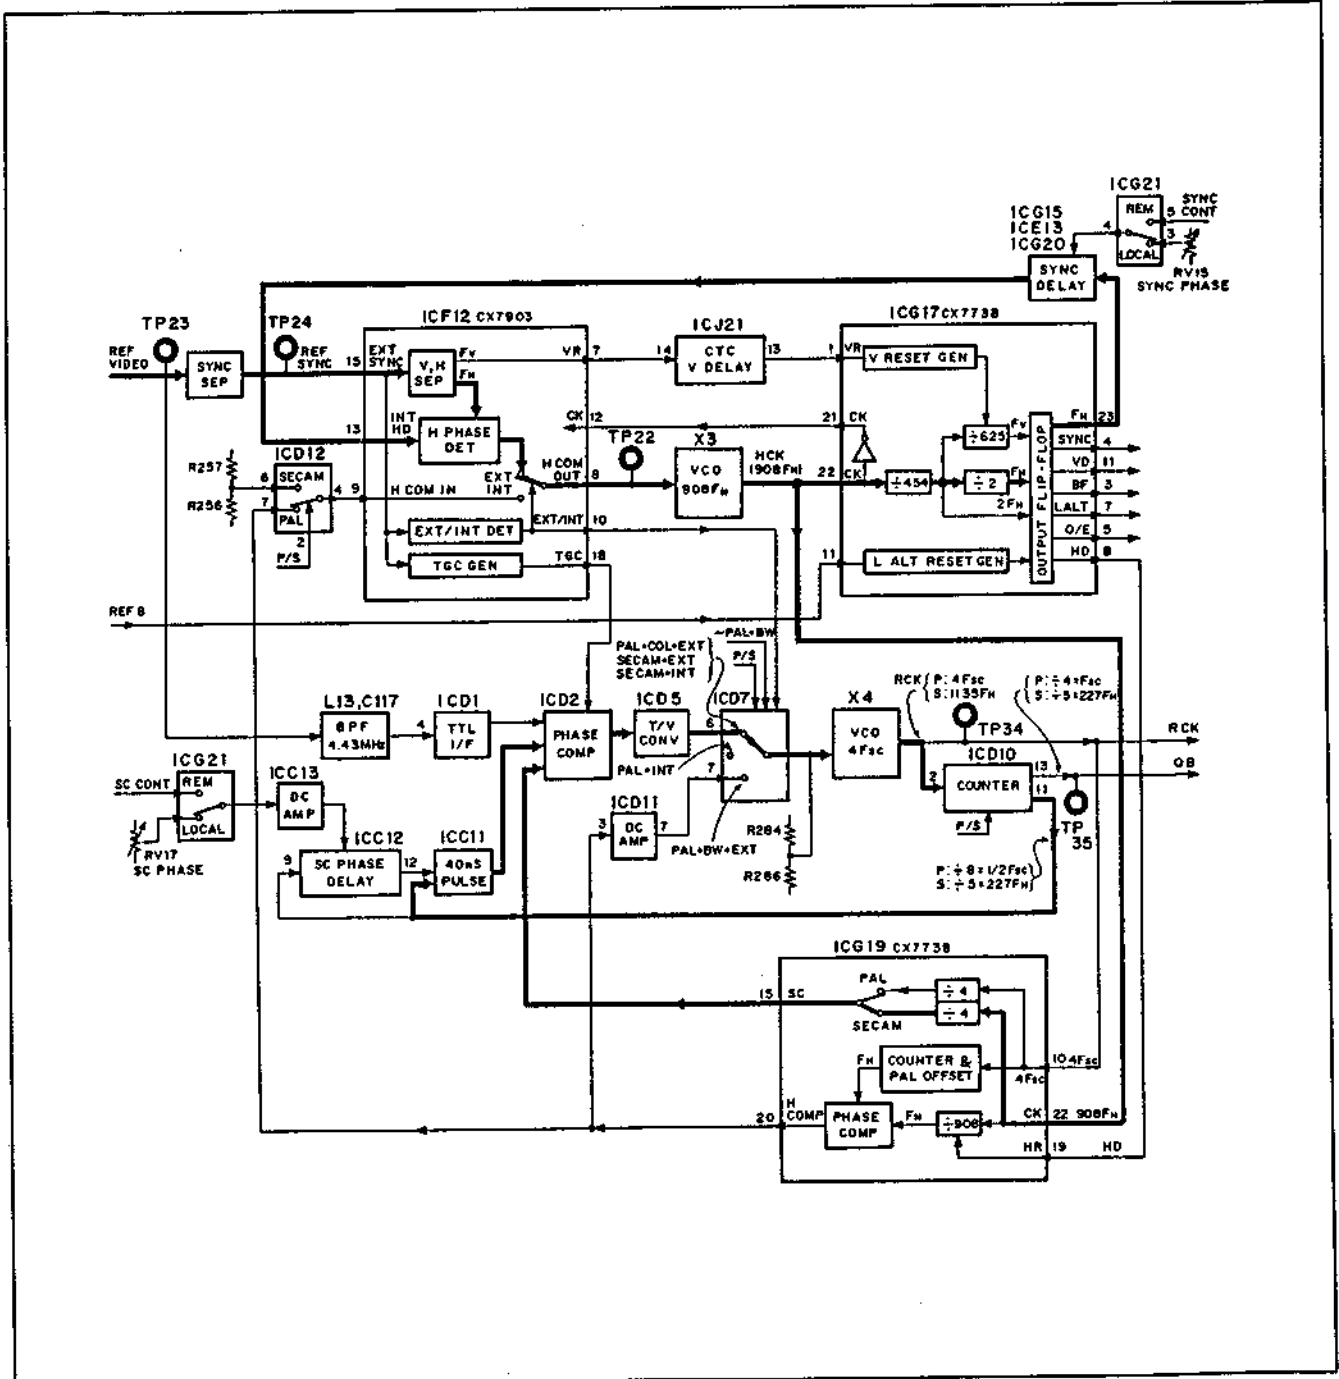 ICG21
REM
5
SYNC
CONT
4
3
LOCAL
RV15
SYNC PHASE
ICG15
ICE13
ICG20
SYNC
DELAY
TP23
REF
VIDEO
SYNC
SEP
TP24
REF
SYNC
15
ICF12 CX7903
EXT
SYNC
V,H
SEP
FV
FH
VR
7
14
ICJ21
CTC
V DELAY
13
ICG17 CX7738
1
VR
V RESET GEN
INT
HD
13
H PHASE
DET
CK
12
21
CK
÷625
FV
FH
23
SYNC
4
VD
11
BF
3
LALT
7
O/E
5
HD
8
OUTPUT FLIP-FLOP
TP22
X3
VCO
908FH
HCK
(908FH)
22
CK
÷454
÷2
FH
2FH
R257
R256
ICD12
6
SECAM
7
PAL
4
9
2
P/S
H COM IN
EXT
INT
H COM
OUT
8
EXT/INT DET
EXT/INT
10
TGC GEN
TGC
18
11
L ALT RESET GEN
REF 8
PAL•COL•EXT
SECAM•EXT
SECAM•INT
~PAL•BW
P/S
L13,C117
BPF
4.43MHz
4
ICD1
TTL
I/F
ICD2
PHASE
COMP
ICD5
T/V
CONV
6
ICD7
PAL•INT
7
PAL•BW•EXT
X4
VCO
4FSC
RCK
P: 4FSC
S: 1135FH
P: ÷4=FSC
S: ÷5=227FH
TP34
RCK
ICD10
2
COUNTER
13
11
P/S
QB
TP
35
P: ÷8=1/2FSC
S: ÷5=227FH
ICG21
SC CONT
REM
LOCAL
RV17
SC PHASE
ICC13
DC
AMP
ICC12
9
SC PHASE
DELAY
12
ICC11
40nS
PULSE
ICD11
3
DC
AMP
7
R284
R286
ICG19 CX7738
15
SC
PAL
SECAM
÷4
÷4
FH
COUNTER &
PAL OFFSET
4FSC
10
4FSC
20
H
COMP
PHASE
COMP
FH
÷908
CK
22
908FH
HR
19
HD